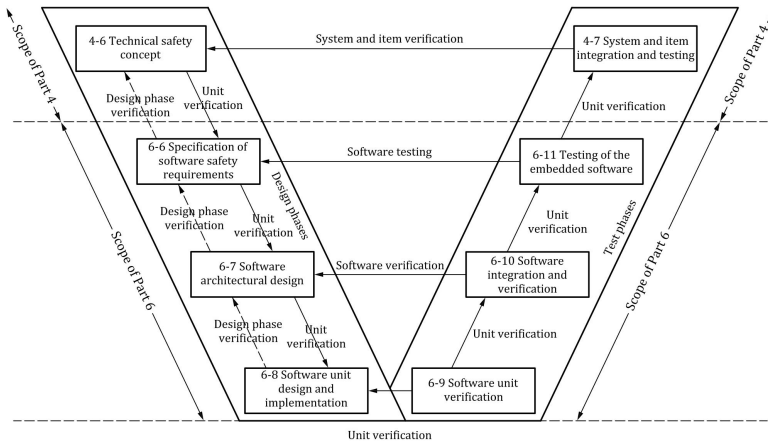 4-6 Technical safety
concept
System and item verification
4-7 System and item
integration and testing
Scope of Part 4
Scope of Part 4
Design phase
verification
Unit
verification
Unit verification
6-6 Specification of
software safety
requirements
Software testing
6-11 Testing of the
embedded software
Design phases
Test phases
Design phase
verification
Unit
verification
Unit
verification
Scope of Part 6
Scope of Part 6
6-7 Software
architectural design
Software verification
6-10 Software
integration and
verification
Design phase
verification
Unit
verification
Unit verification
6-8 Software unit
design and
implementation
6-9 Software unit
verification
Unit verification